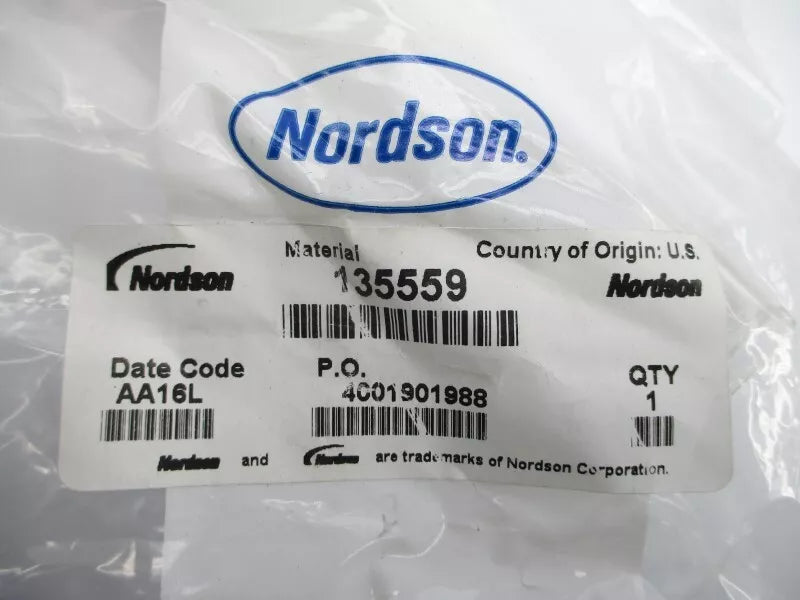 Nordson®
Nordson Material Country of Origin: U.S.
135559 Nordson
Date Code P.O. QTY
AA16L 4001901988 1
Nordson and Nordson are trademarks of Nordson Corporation.